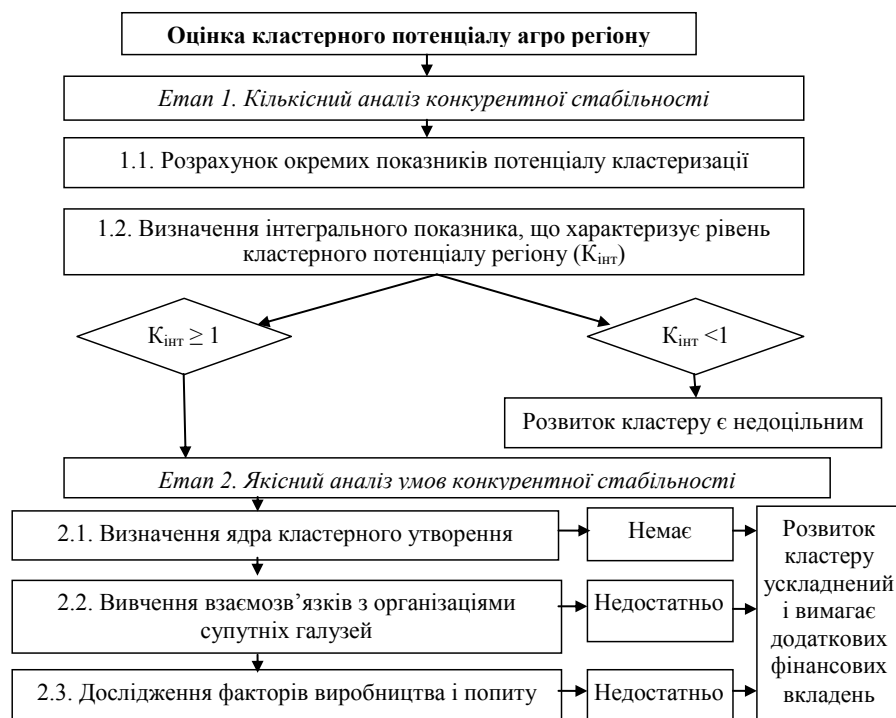 Оцінка кластерного потенціалу агро регіону
Етап 1. Кількісний аналіз конкурентної стабільності
1.1. Розрахунок окремих показників потенціалу кластеризації
1.2. Визначення інтегрального показника, що характеризує рівень
кластерного потенціалу регіону (Кінт)
Кінт ≥ 1
Кінт <1
Розвиток кластеру є недоцільним
Етап 2. Якісний аналіз умов конкурентної стабільності
2.1. Визначення ядра кластерного утворення
Немає
2.2. Вивчення взаємозв’язків з організаціями
супутніх галузей
Недостатньо
2.3. Дослідження факторів виробництва і попиту
Недостатньо
Розвиток
кластеру
ускладнений
і вимагає
додаткових
фінансових
вкладень